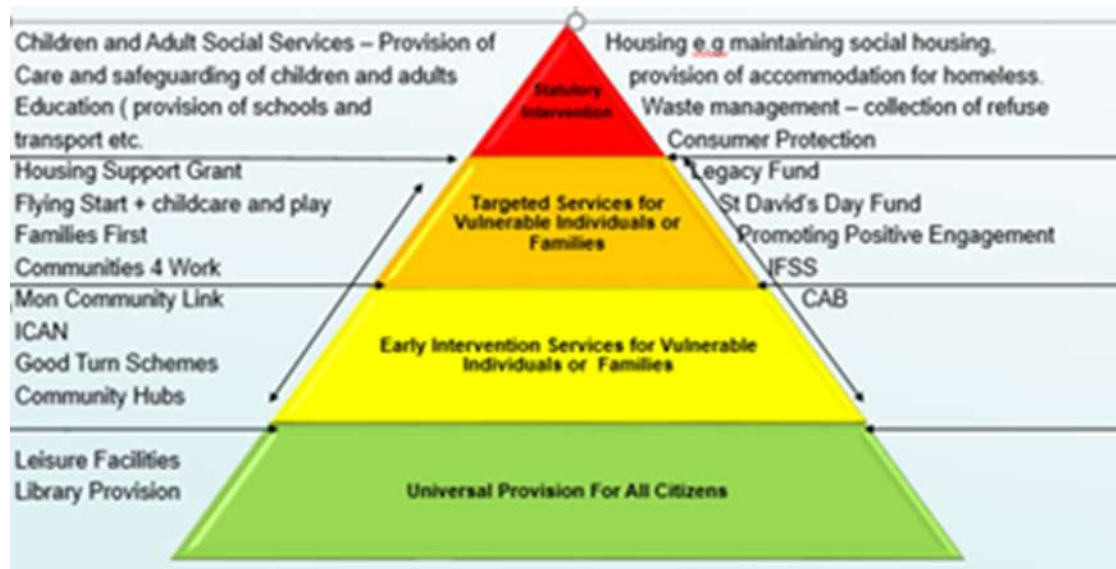 Children and Adult Social Services – Provision of
Care and safeguarding of children and adults
Education ( provision of schools and
transport etc.
Housing Support Grant
Flying Start + childcare and play
Families First
Communities 4 Work
Mon Community Link
ICAN
Good Turn Schemes
Community Hubs
Leisure Facilities
Library Provision
Statutory
Intervention
Targeted Services for
Vulnerable Individuals or
Families
Early Intervention Services for Vulnerable
Individuals or Families
Universal Provision For All Citizens
Housing e.g maintaining social housing,
provision of accommodation for homeless.
Waste management – collection of refuse
Consumer Protection
Legacy Fund
St David's Day Fund
Promoting Positive Engagement
IFSS
CAB